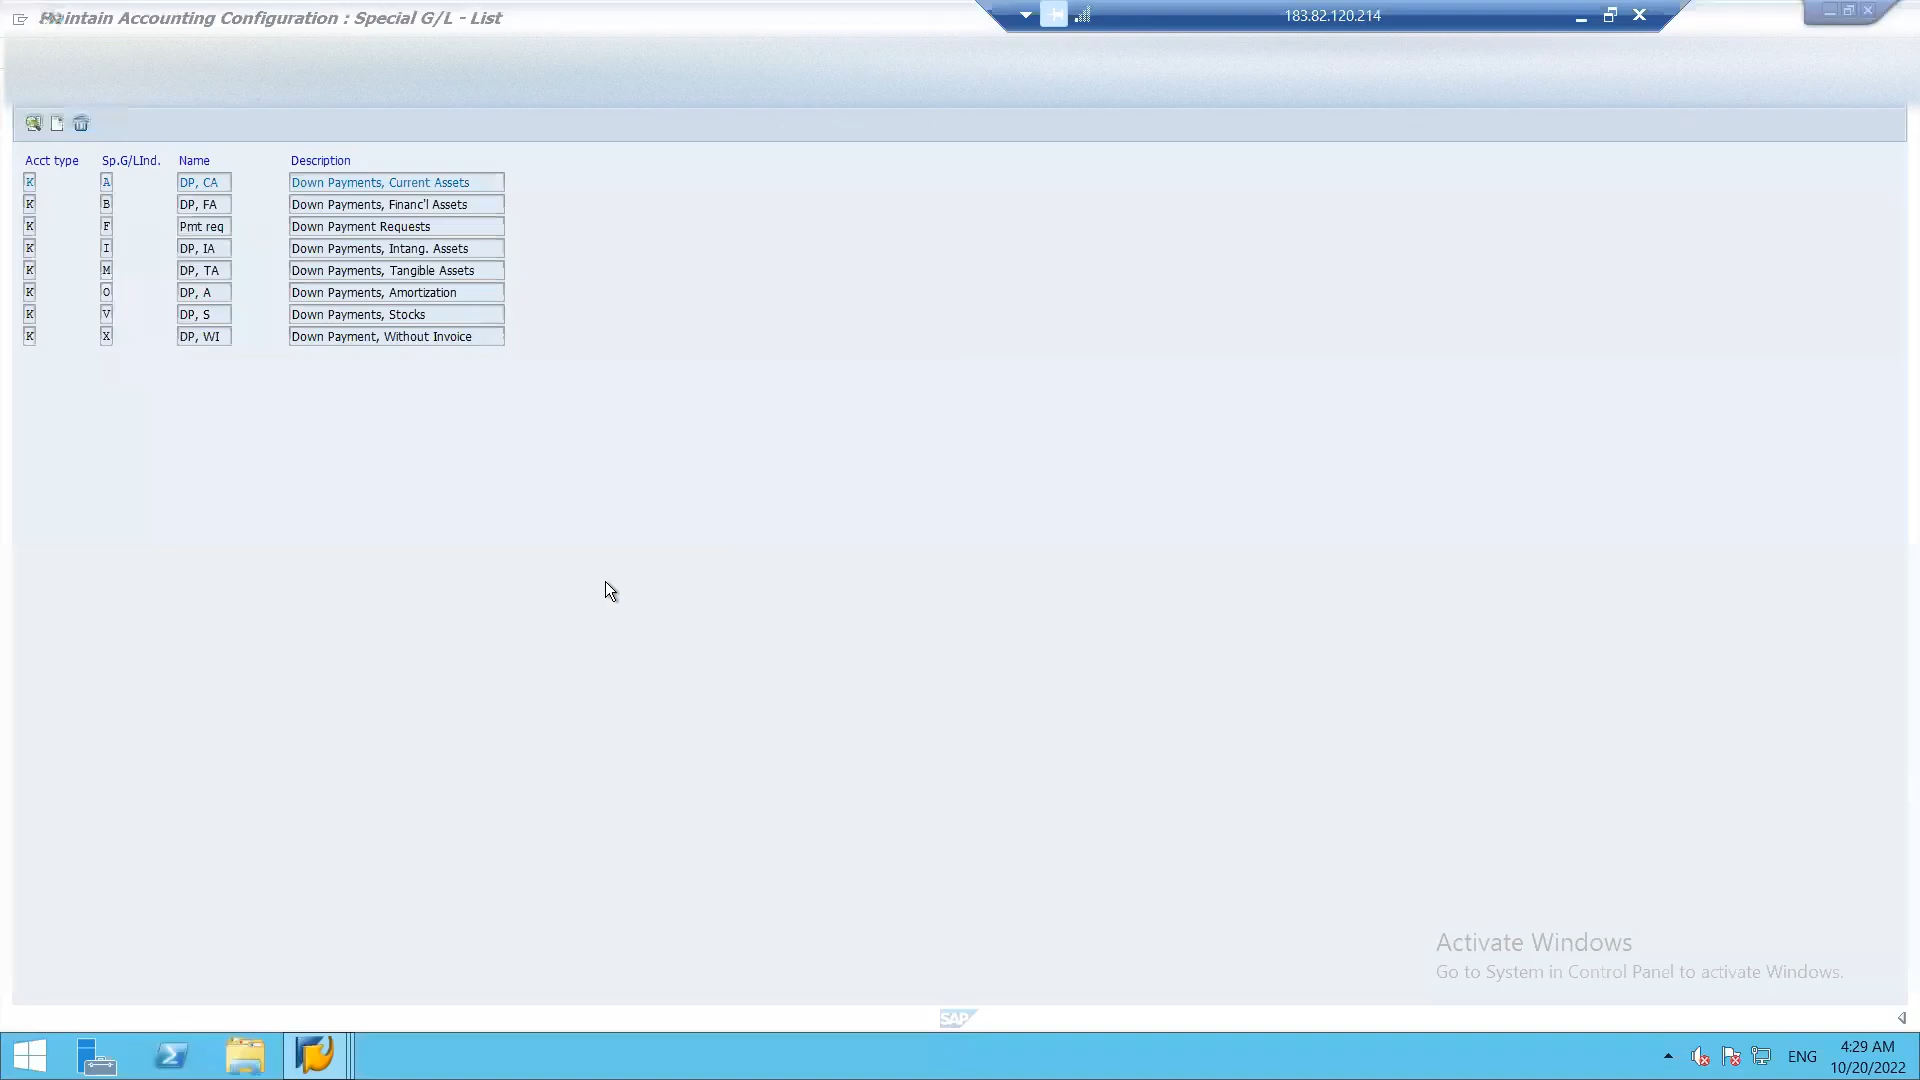 Maintain Accounting Configuration : Special G/L - List
183.82.120.214
Acct type Sp.G/LInd. Name Description
K A DP, CA Down Payments, Current Assets
K B DP, FA Down Payments, Financ'l Assets
K F Pmt req Down Payment Requests
K I DP, IA Down Payments, Intang. Assets
K M DP, TA Down Payments, Tangible Assets
K O DP, A Down Payments, Amortization
K V DP, S Down Payments, Stocks
K X DP, WI Down Payment, Without Invoice
Activate Windows
Go to System in Control Panel to activate Windows.
SAP
ENG
4:29 AM
10/20/2022